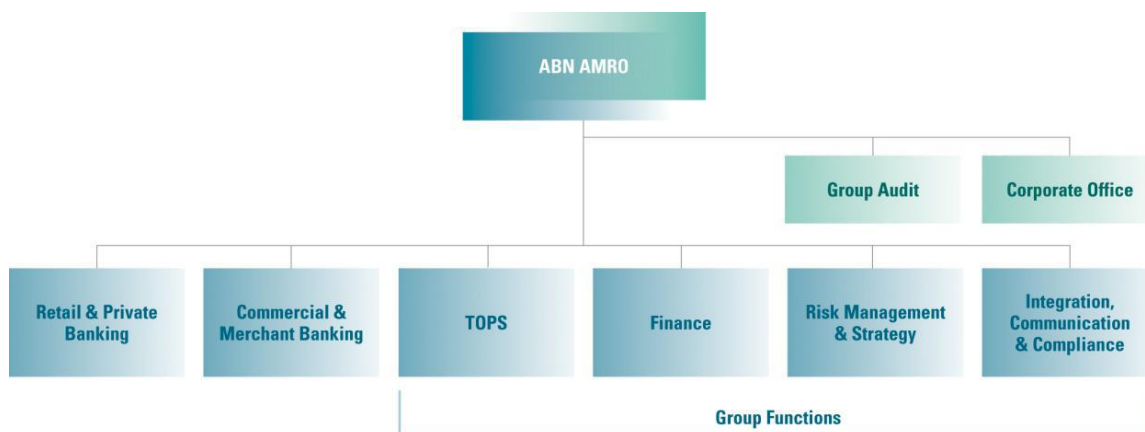 ABN AMRO
Group Audit
Corporate Office
Retail & Private
Banking
Commercial &
Merchant Banking
TOPS
Finance
Risk Management
& Strategy
Integration,
Communication
& Compliance
Group Functions